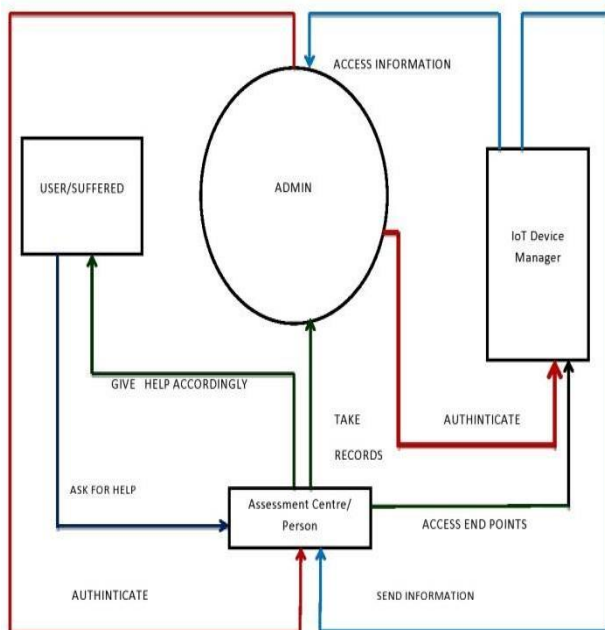 ACCESS INFORMATION
USER/SUFFERED
ADMIN
IoT Device
Manager
GIVE HELP ACCORDINGLY
TAKE
RECORDS
AUTHINTICATE
ASK FOR HELP
Assessment Centre/
Person
ACCESS END POINTS
AUTHINTICATE
SEND INFORMATION